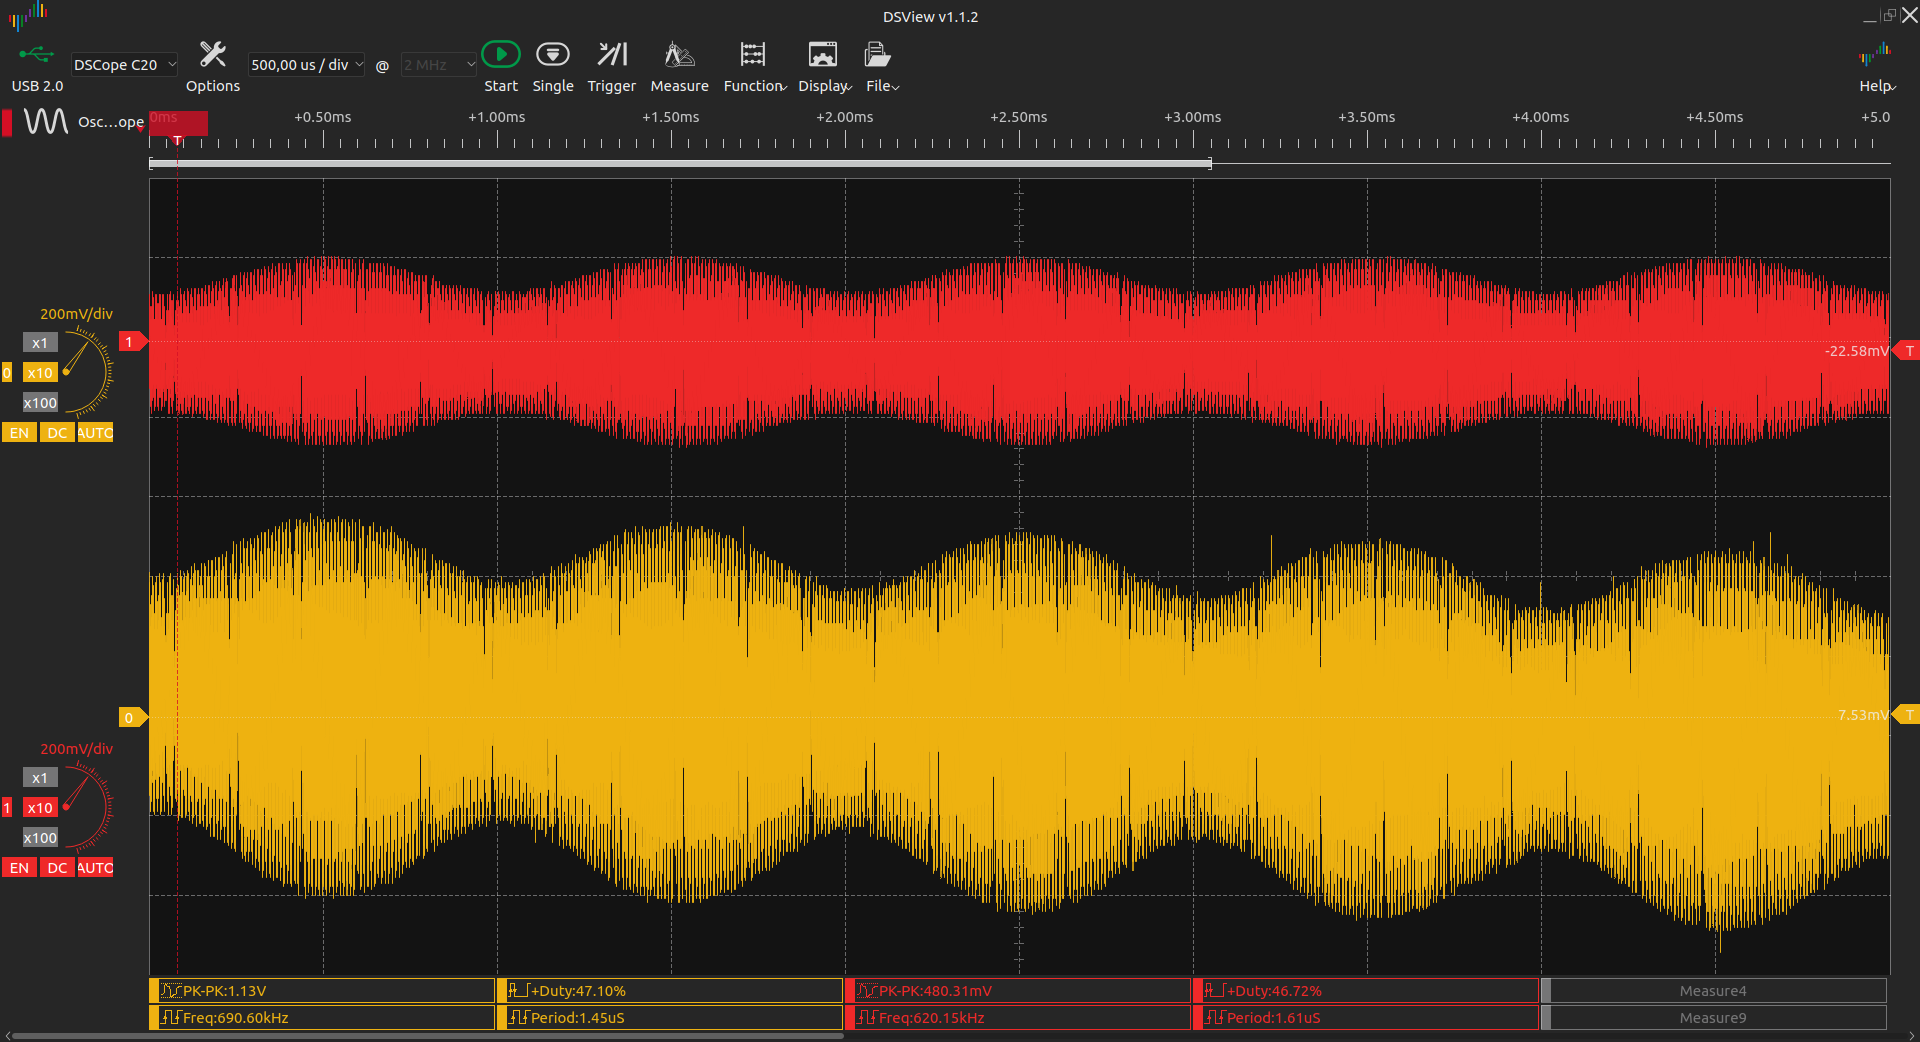 DSView v1.1.2
USB 2.0
DSCope C20
Options
500,00 us / div
@
2 MHz
Start
Single
Trigger
Measure
Function
Display
File
Help
Osc...ope
0ms
+0.50ms
+1.00ms
+1.50ms
+2.00ms
+2.50ms
+3.00ms
+3.50ms
+4.00ms
+4.50ms
+5.0
T
200mV/div
x1
0
x10
x100
EN
DC
AUTO
1
-22.58mV
T
0
7.53mV
T
200mV/div
x1
1
x10
x100
EN
DC
AUTO
PK-PK:1.13V
+Duty:47.10%
PK-PK:480.31mV
+Duty:46.72%
Measure4
Freq:690.60kHz
Period:1.45uS
Freq:620.15kHz
Period:1.61uS
Measure9